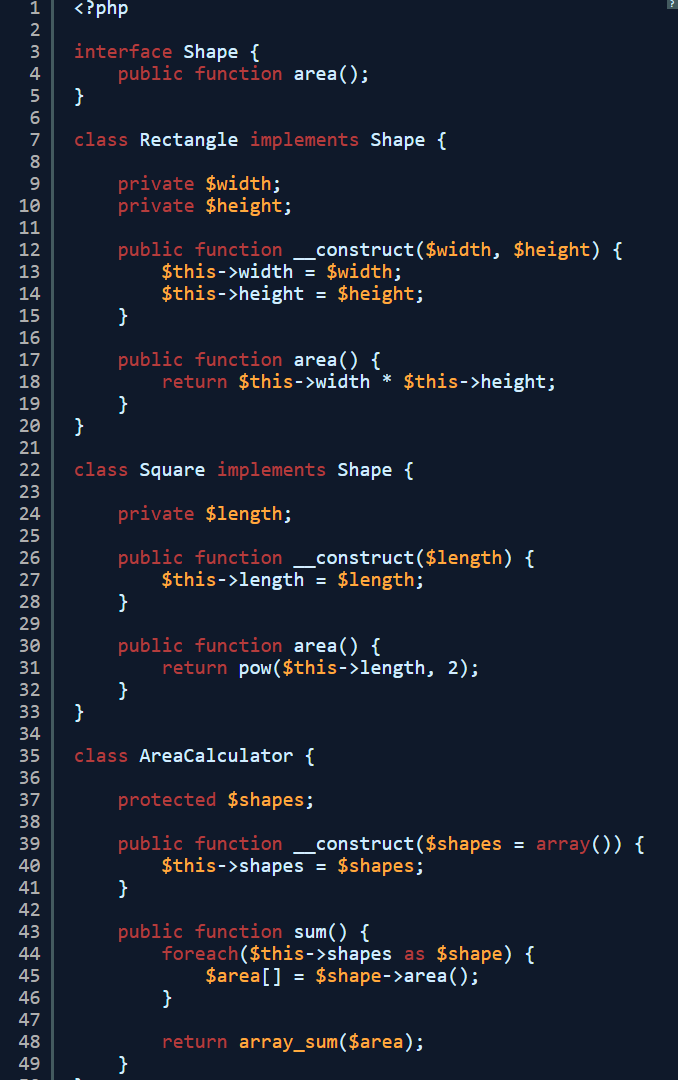 1 <?php
2
3 interface Shape {
4     public function area();
5 }
6
7 class Rectangle implements Shape {
8
9     private $width;
10     private $height;
11
12     public function __construct($width, $height) {
13         $this->width = $width;
14         $this->height = $height;
15     }
16
17     public function area() {
18         return $this->width * $this->height;
19     }
20 }
21
22 class Square implements Shape {
23
24     private $length;
25
26     public function __construct($length) {
27         $this->length = $length;
28     }
29
30     public function area() {
31         return pow($this->length, 2);
32     }
33 }
34
35 class AreaCalculator {
36
37     protected $shapes;
38
39     public function __construct($shapes = array()) {
40         $this->shapes = $shapes;
41     }
42
43     public function sum() {
44         foreach($this->shapes as $shape) {
45             $area[] = $shape->area();
46         }
47
48         return array_sum($area);
49     }